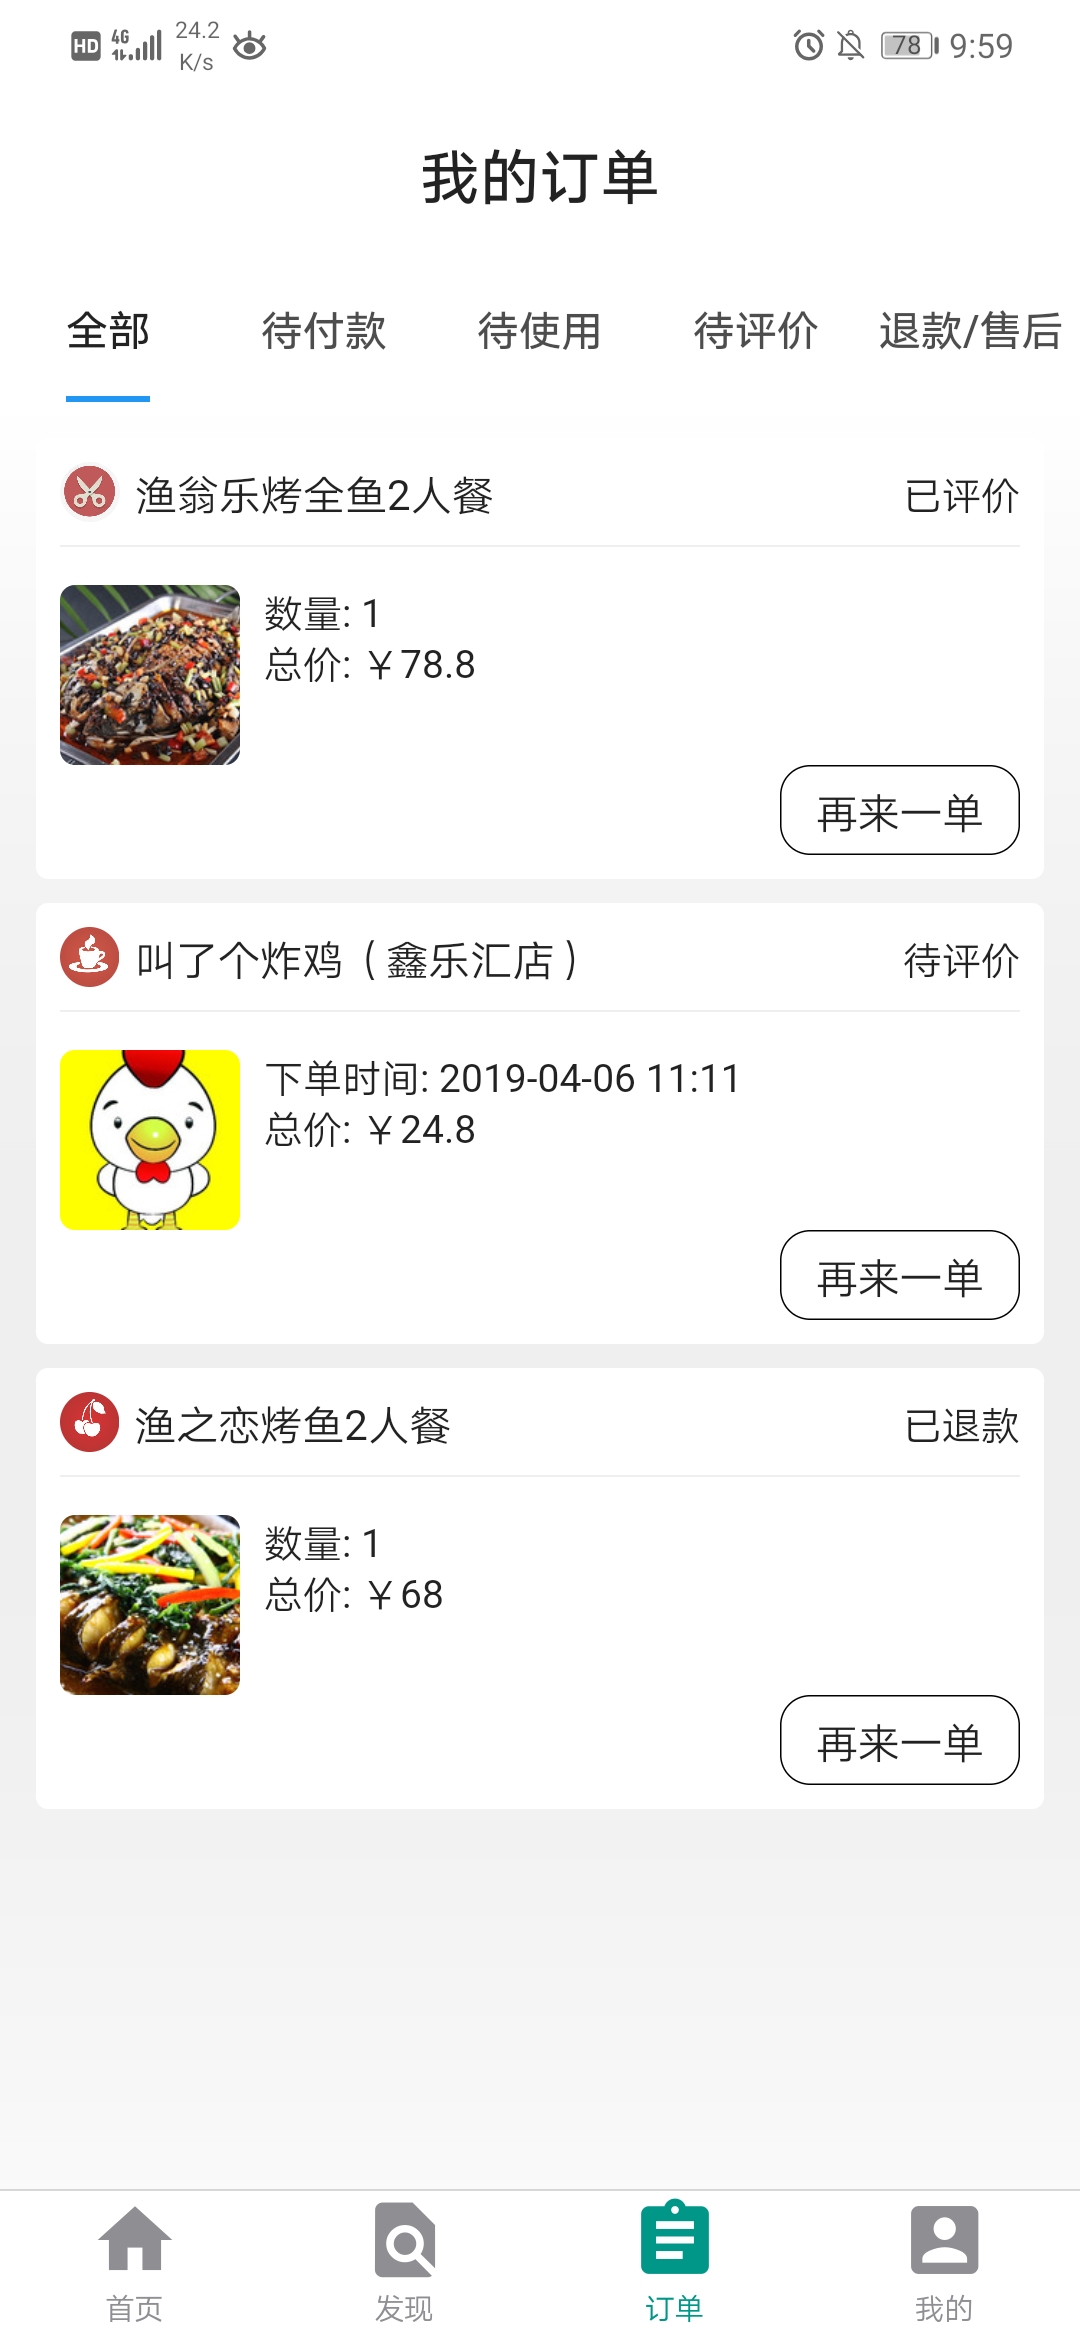 HD 4G 24.2 K/s 78 9:59
我的订单
全部 待付款 待使用 待评价 退款/售后
渔翁乐烤全鱼2人餐 已评价
数量: 1
总价: ￥78.8
再来一单
叫了个炸鸡（鑫乐汇店） 待评价
下单时间: 2019-04-06 11:11
总价: ￥24.8
再来一单
渔之恋烤鱼2人餐 已退款
数量: 1
总价: ￥68
再来一单
首页 发现 订单 我的